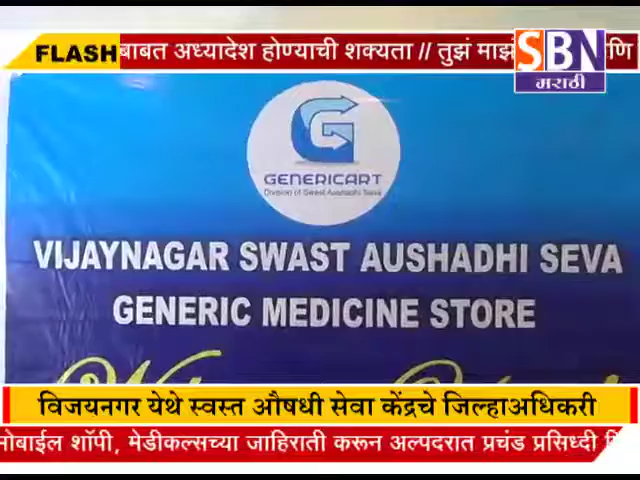 FLASH
बाबत अध्यादेश होण्याची शक्यता // तुझं माझं
SBN
मराठी
G
GENERICART
Division of Swast Aushadhi Seva
VIJAYNAGAR SWAST AUSHADHI SEVA
GENERIC MEDICINE STORE
विजयनगर येथे स्वस्त औषधी सेवा केंद्रचे जिल्हाअधिकरी
मोबाईल शॉपी, मेडीकल्सच्या जाहिराती करून अल्पदरात प्रचंड प्रसिध्दी